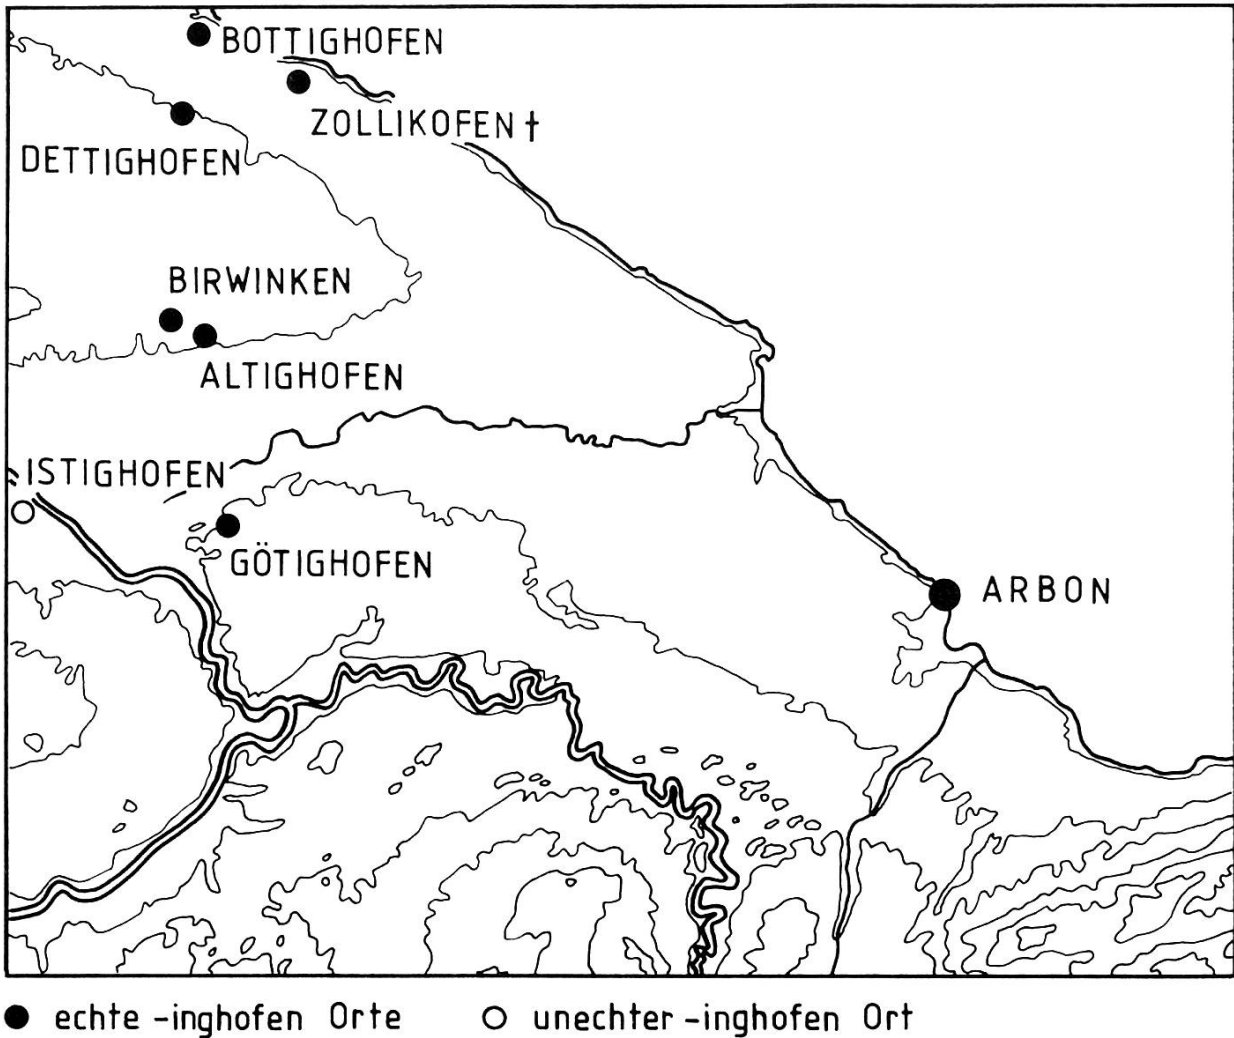 BOTTIGHOFEN
ZOLLIKOFEN †
DETTIGHOFEN
BIRWINKEN
ALTIGHOFEN
ISTIGHOFEN
GÖTIGHOFEN
ARBON
echte -inghofen Orte
unechter -inghofen Ort